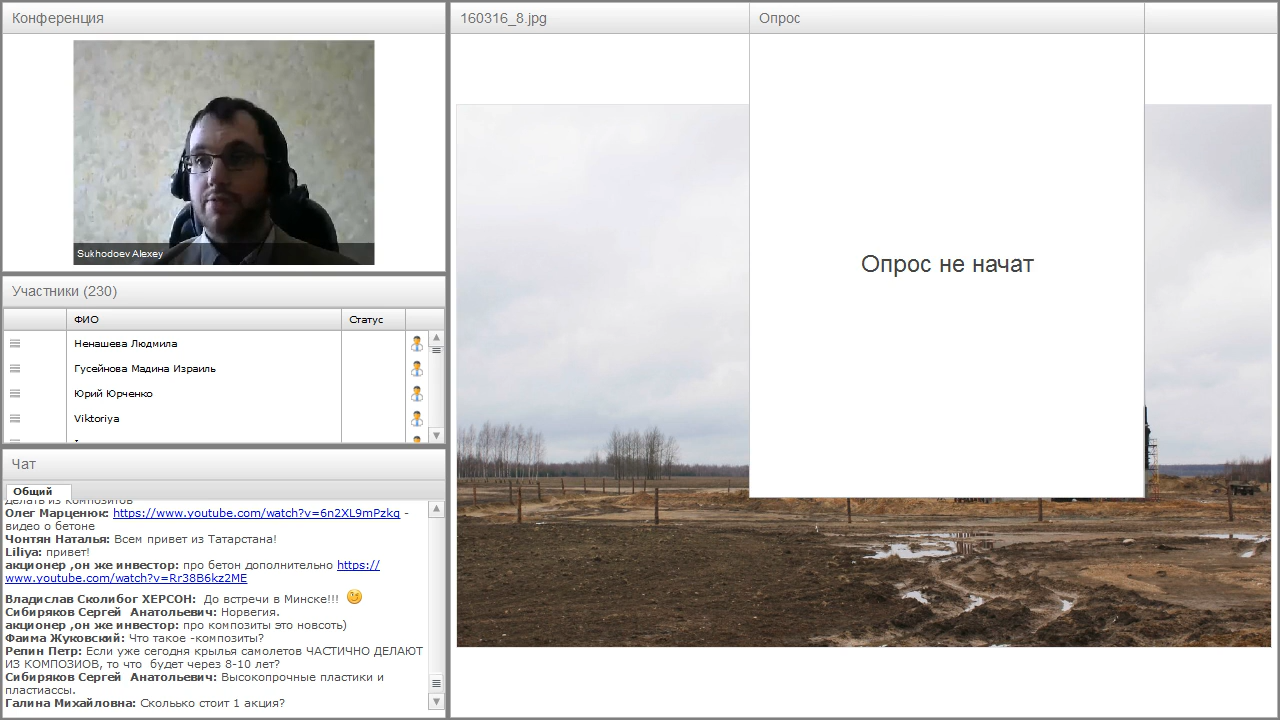 Конференция
Sukhodoev Alexey
Участники (230)
ФИО Статус
Ненашева Людмила
Гусейнова Мадина Израиль
Юрий Юрченко
Viktoriya
Чат
Общий
делать из композитов
Олег Марценюк: https://www.youtube.com/watch?v=6n2XL9mPzkg -
видео о бетоне
Чонтян Наталья: Всем привет из Татарстана!
Liliya: привет!
акционер ,он же инвестор: про бетон дополнительно https://
www.youtube.com/watch?v=Rr38B6kz2ME
Владислав Сколибог ХЕРСОН: До встречи в Минске!!!
Сибиряков Сергей Анатольевич: Норвегия.
акционер ,он же инвестор: про композиты это новсоть)
Фаима Жуковский: Что такое -композиты?
Репин Петр: Если уже сегодня крылья самолетов ЧАСТИЧНО ДЕЛАЮТ
ИЗ КОМПОЗИОВ, то что будет через 8-10 лет?
Сибиряков Сергей Анатольевич: Высокопрочные пластики и
пластиассы.
Галина Михайловна: Сколько стоит 1 акция?
160316_8.jpg
Опрос
Опрос не начат